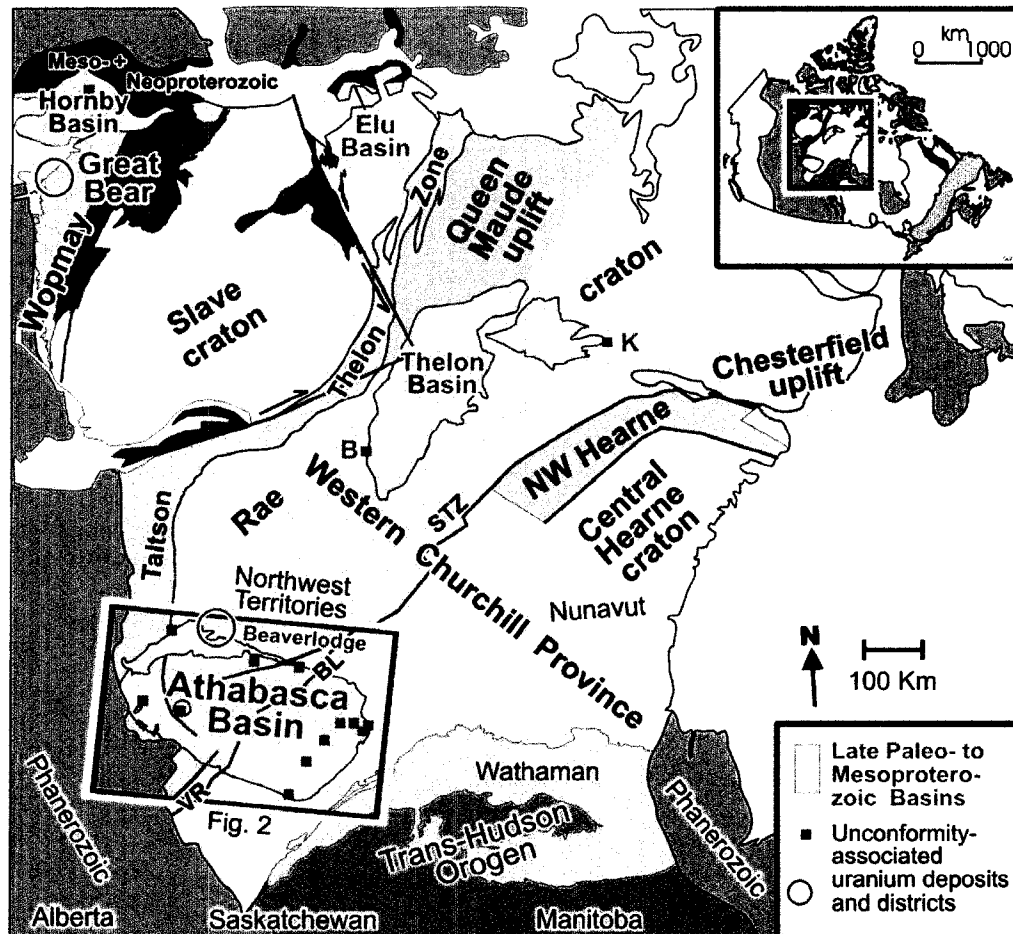 Meso- +
Neoproterozoic
Hornby
Basin
Great
Bear
Wopmay
Slave
craton
Elu
Basin
Zone
Queen
Maude
uplift
km
0 1000
craton
K
Thelon
Thelon
Basin
Chesterfield
uplift
B
NW Hearne
Central
Hearne
craton
STZ
Rae
Western Churchill Province
Taltson
Northwest
Territories
Nunavut
Beaverlodge
BL
Athabasca
Basin
VR
Fig. 2
Phanerozoic
Wathaman
Trans-Hudson
Orogen
Phanerozoic
Alberta
Saskatchewan
Manitoba
N
100 Km
Late Paleo- to
Mesoprotero-
zoic Basins
Unconformity-
associated
uranium deposits
and districts